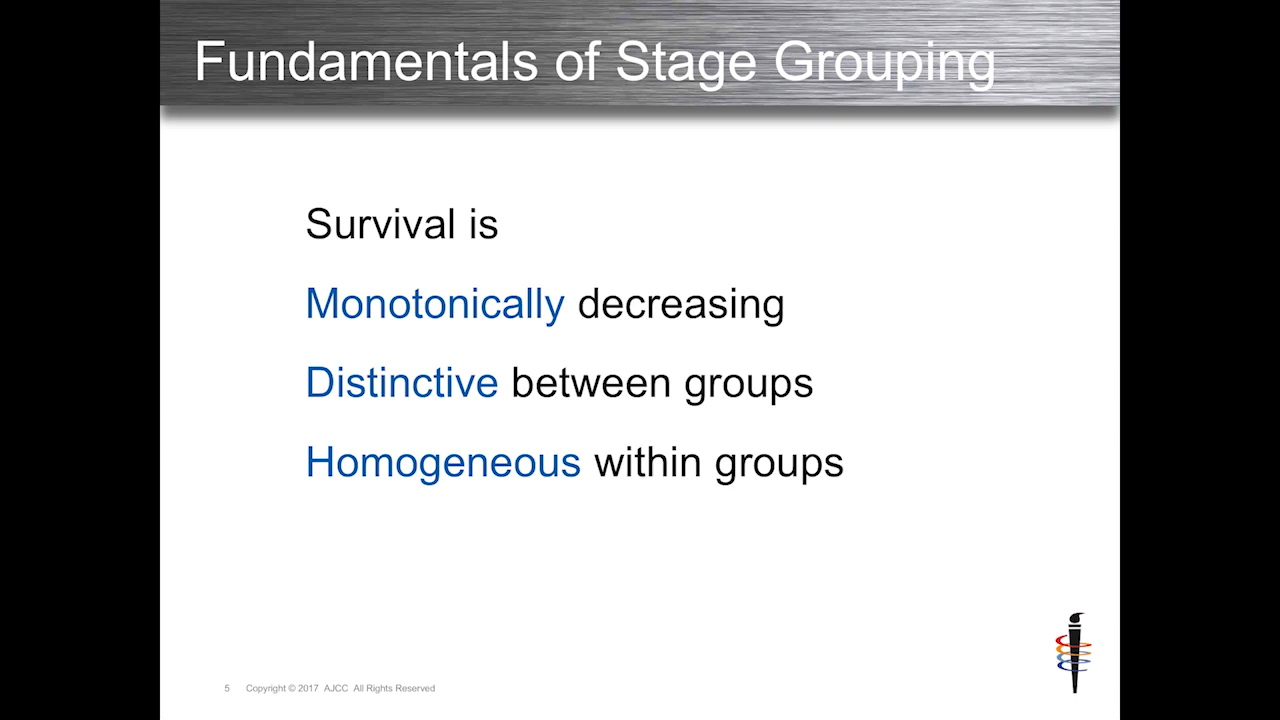 Fundamentals of Stage Grouping
Survival is
Monotonically decreasing
Distinctive between groups
Homogeneous within groups
5 Copyright © 2017 AJCC All Rights Reserved